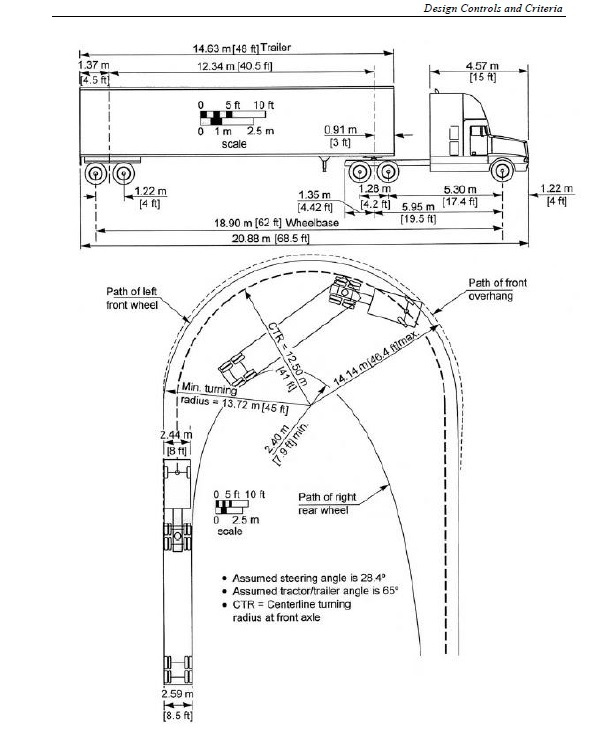 Design Controls and Criteria
14.63 m [48 ft] Trailer
1.37 m
[4.5 ft]
12.34 m [40.5 ft]
4.57 m
[15 ft]
0 5 ft 10 ft
0 1 m 2.5 m
scale
0.91 m
[3 ft]
1.22 m
[4 ft]
1.35 m
[4.42 ft]
1.28 m
[4.2 ft]
5.30 m
[17.4 ft]
1.22 m
[4 ft]
5.95 m
[19.5 ft]
18.90 m [62 ft] Wheelbase
20.88 m [68.5 ft]
Path of left
front wheel
Path of front
overhang
CTR = 12.50 m
[41 ft]
14.14 m [46.4 ft] max.
Min. turning
radius = 13.72 m [45 ft]
2.40 m
[7.9 ft] min.
2.44 m
[8 ft]
0 5 ft 10 ft
0 2.5 m
scale
Path of right
rear wheel
• Assumed steering angle is 28.4°
• Assumed tractor/trailer angle is 65°
• CTR = Centerline turning
radius at front axle
2.59 m
[8.5 ft]